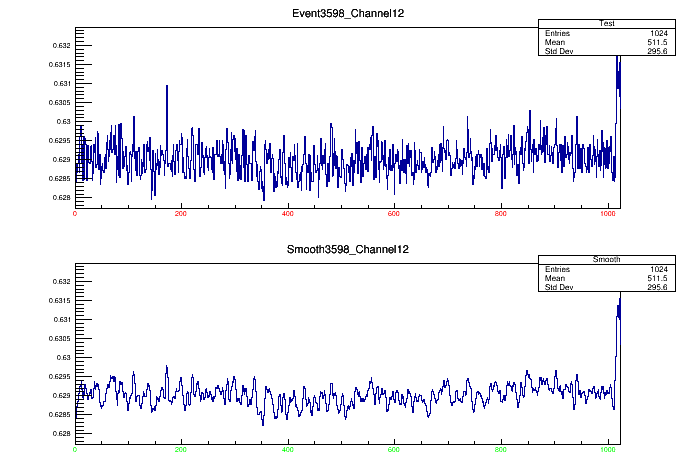 Event3598_Channel12
Test
Entries 1024
Mean 511.5
Std Dev 295.6
0.632
0.6315
0.631
0.6305
0.63
0.6295
0.629
0.6285
0.628
0 200 400 600 800 1000
Smooth3598_Channel12
Smooth
Entries 1024
Mean 511.5
Std Dev 295.6
0.632
0.6315
0.631
0.6305
0.63
0.6295
0.629
0.6285
0.628
0 200 400 600 800 1000